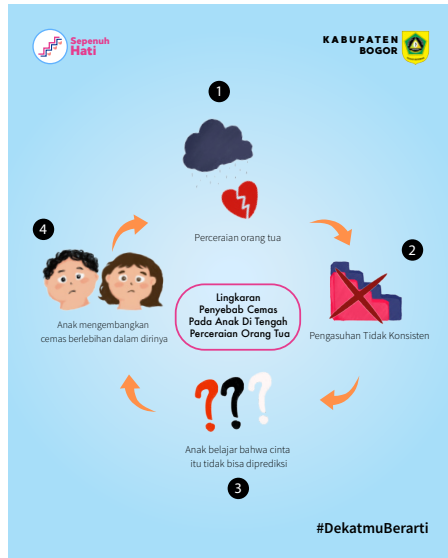 Sepenuh
Hati
KABUPATEN
BOGOR
1
Perceraian orang tua
2
Pengasuhan Tidak Konsisten
Lingkaran
Penyebab Cemas
Pada Anak Di Tengah
Perceraian Orang Tua
???
Anak belajar bahwa cinta
itu tidak bisa diprediksi
3
4
Anak mengembangkan
cemas berlebihan dalam dirinya
#DekatmuBerarti